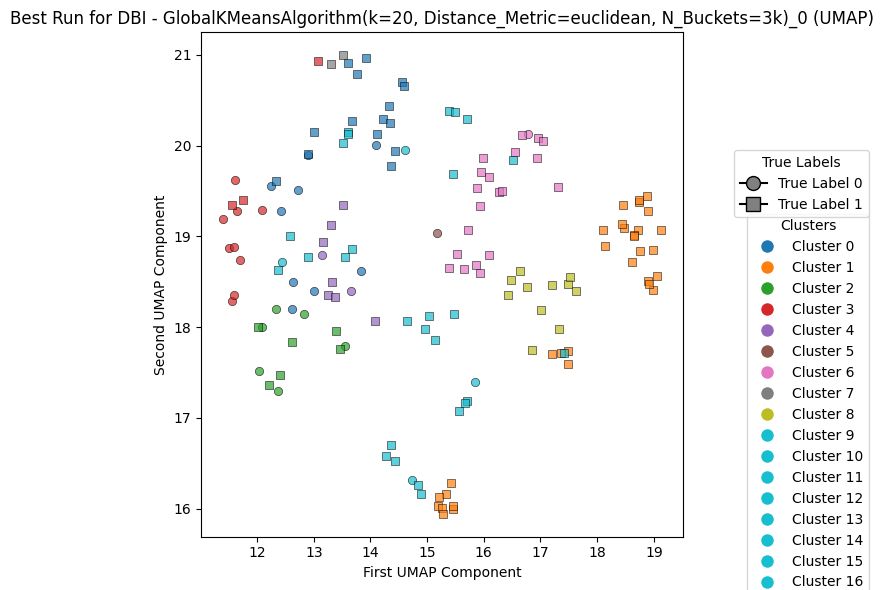 Best Run for DBI - GlobalKMeansAlgorithm(k=20, Distance_Metric=euclidean, N_Buckets=3k)_0 (UMAP)
21
20
19
18
17
16
Second UMAP Component
12 13 14 15 16 17 18 19
First UMAP Component
True Labels
True Label 0
True Label 1
Clusters
Cluster 0
Cluster 1
Cluster 2
Cluster 3
Cluster 4
Cluster 5
Cluster 6
Cluster 7
Cluster 8
Cluster 9
Cluster 10
Cluster 11
Cluster 12
Cluster 13
Cluster 14
Cluster 15
Cluster 16